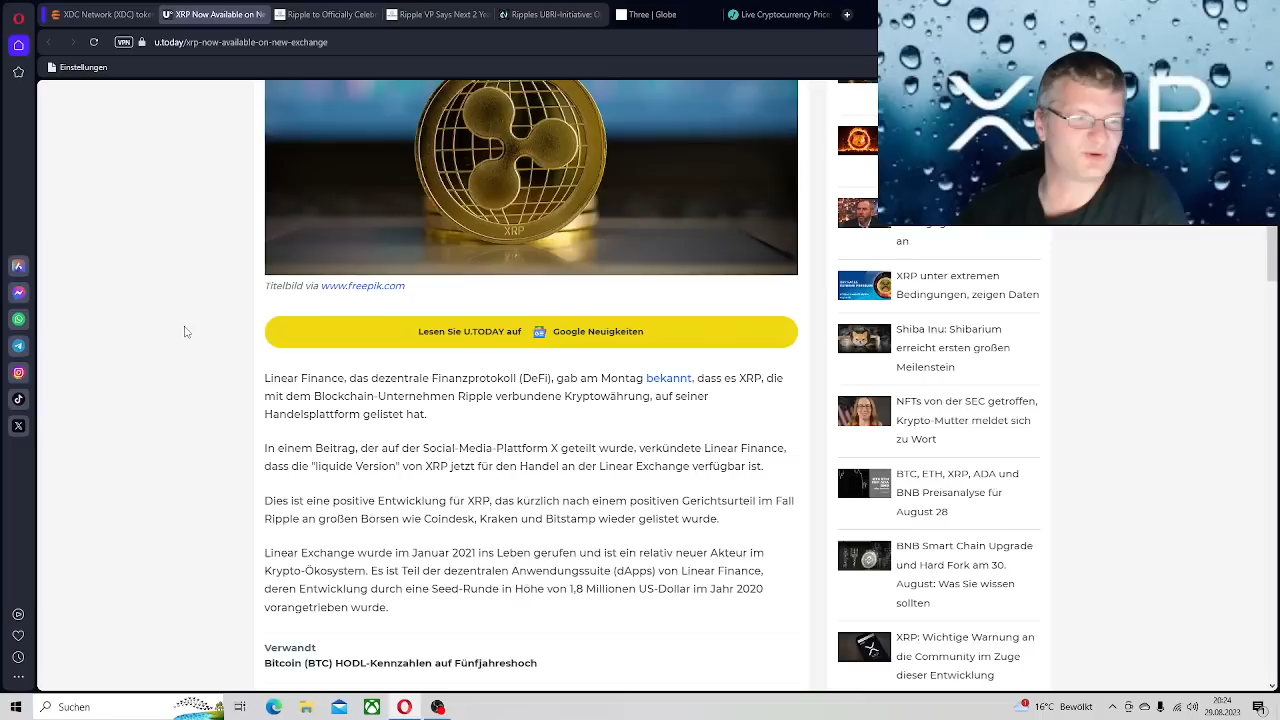 XDC Network (XDC) token
XRP Now Available on Ne
Ripple to Officially Celebr
Ripple VP Says Next 2 Ye
Ripples UBRI-Initiative:
Three | Globe
Live Cryptocurrency Price
VPN
u.today/xrp-now-available-on-new-exchange
Einstellungen
X P
XRP
Titelbild via www.freepik.com
Lesen Sie U.TODAY auf Google Neuigkeiten
Linear Finance, das dezentrale Finanzprotokoll (DeFi), gab am Montag bekannt, dass es XRP, die
mit dem Blockchain-Unternehmen Ripple verbundene Kryptowährung, auf seiner
Handelsplattform gelistet hat.
In einem Beitrag, der auf der Social-Media-Plattform X geteilt wurde, verkündete Linear Finance,
dass die "liquide Version" von XRP jetzt für den Handel an der Linear Exchange verfügbar ist.
Dies ist eine positive Entwicklung für XRP, das kürzlich nach einem positiven Gerichtsurteil im Fall
Ripple an großen Börsen wie Coindesk, Kraken und Bitstamp wieder gelistet wurde.
Linear Exchange wurde im Januar 2021 ins Leben gerufen und ist ein relativ neuer Akteur im
Krypto-Ökosystem. Es ist Teil der dezentralen Anwendungssuite (dApps) von Linear Finance,
deren Entwicklung durch eine Seed-Runde in Höhe von 1,8 Millionen US-Dollar im Jahr 2020
vorangetrieben wurde.
Verwandt
Bitcoin (BTC) HODL-Kennzahlen auf Fünfjahreshoch
an
XRP unter extremen
Bedingungen, zeigen Daten
Shiba Inu: Shibarium
erreicht ersten großen
Meilenstein
NFTs von der SEC getroffen,
Krypto-Mutter meldet sich
zu Wort
BTC, ETH, XRP, ADA und
BNB Preisanalyse für
August 28
BNB Smart Chain Upgrade
und Hard Fork am 30.
August: Was Sie wissen
sollten
XRP: Wichtige Warnung an
die Community im Zuge
dieser Entwicklung
Suchen
16°C Bewölkt
20:24
29.08.2023